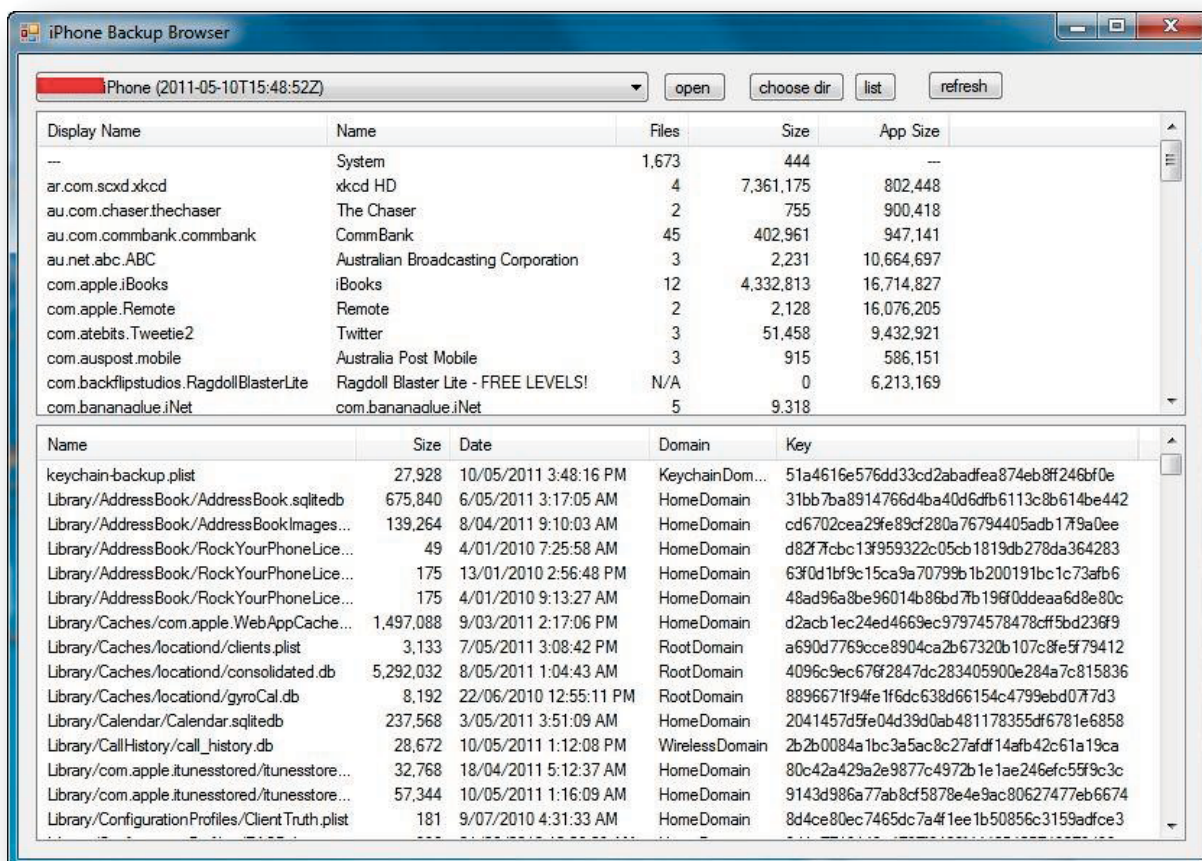 iPhone Backup Browser
iPhone (2011-05-10T15:48:52Z) open choose dir list refresh
Display Name Name Files Size App Size
--- System 1,673 444 ---
ar.com.scxd.xkcd xkcd HD 4 7,361,175 802,448
au.com.chaser.thechaser The Chaser 2 755 900,418
au.com.commbank.commbank CommBank 45 402,961 947,141
au.net.abc.ABC Australian Broadcasting Corporation 3 2,231 10,664,697
com.apple.iBooks iBooks 12 4,332,813 16,714,827
com.apple.Remote Remote 2 2,128 16,076,205
com.atebits.Tweetie2 Twitter 3 51,458 9,432,921
com.auspost.mobile Australia Post Mobile 3 915 586,151
com.backflipstudios.RagdollBlasterLite Ragdoll Blaster Lite - FREE LEVELS! N/A 0 6,213,169
com.bananaglue.iNet com.bananaglue.iNet 5 9,318
Name Size Date Domain Key
keychain-backup.plist 27,928 10/05/2011 3:48:16 PM KeychainDom... 51a4616e576dd33cd2abadfea874eb8ff246bf0e
Library/AddressBook/AddressBook.sqlitedb 675,840 6/05/2011 3:17:05 AM HomeDomain 31bb7ba8914766d4ba40d6dfb6113c8b614be442
Library/AddressBook/AddressBookImages... 139,264 8/04/2011 9:10:03 AM HomeDomain cd6702cea29fe89cf280a76794405adb17f9a0ee
Library/AddressBook/RockYourPhoneLice... 49 4/01/2010 7:25:58 AM HomeDomain d82f7fcbc13f959322c05cb1819db278da364283
Library/AddressBook/RockYourPhoneLice... 175 13/01/2010 2:56:48 PM HomeDomain 63f0d1bf9c15ca9a70799b1b200191bc1c73afb6
Library/AddressBook/RockYourPhoneLice... 175 4/01/2010 9:13:27 AM HomeDomain 48ad96a8be96014b86bd7fb196f0ddeaa6d8e80c
Library/Caches/com.apple.WebAppCache... 1,497,088 9/03/2011 2:17:06 PM HomeDomain d2acb1ec24ed4669ec97974578478cff5bd236f9
Library/Caches/locationd/clients.plist 3,133 7/05/2011 3:08:42 PM RootDomain a690d7769cce8904ca2b67320b107c8fe5f79412
Library/Caches/locationd/consolidated.db 5,292,032 8/05/2011 1:04:43 AM RootDomain 4096c9ec676f2847dc283405900e284a7c815836
Library/Caches/locationd/gyroCal.db 8,192 22/06/2010 12:55:11 PM RootDomain 8896671f94fe1f6dc638d66154c4799ebd07f7d3
Library/Calendar/Calendar.sqlitedb 237,568 3/05/2011 3:51:09 AM HomeDomain 2041457d5fe04d39d0ab481178355df6781e6858
Library/CallHistory/call_history.db 28,672 10/05/2011 1:12:08 PM WirelessDomain 2b2b0084a1bc3a5ac8c27afdf14afb42c61a19ca
Library/com.apple.itunesstored/itunesstore... 32,768 18/04/2011 5:12:37 AM HomeDomain 80c42a429a2e9877c4972b1e1ae246efc55f9c3c
Library/com.apple.itunesstored/itunesstore... 57,344 10/05/2011 1:16:09 AM HomeDomain 9143d986a77ab8cf5878e4e9ac80627477eb6674
Library/ConfigurationProfiles/ClientTruth.plist 181 9/07/2010 4:31:33 AM HomeDomain 8d4ce80ec7465dc7a4f1ee1b50856c3159adfce3